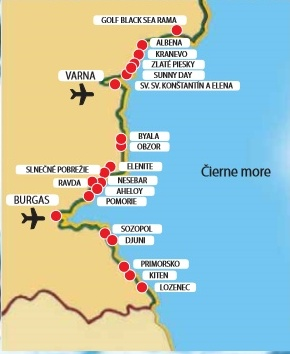 GOLF BLACK SEA RAMA
ALBENA
KRANEVO
ZLATÉ PIESKY
VARNA
SUNNY DAY
SV. SV. KONŠTANTÍN A ELENA
BYALA
OBZOR
ELENITE
SLNEČNÉ POBREŽIE
Čierne more
RAVDA
NESEBAR
AHELOY
BURGAS
POMORIE
SOZOPOL
DJUNI
PRIMORSKO
KITEN
LOZENEC